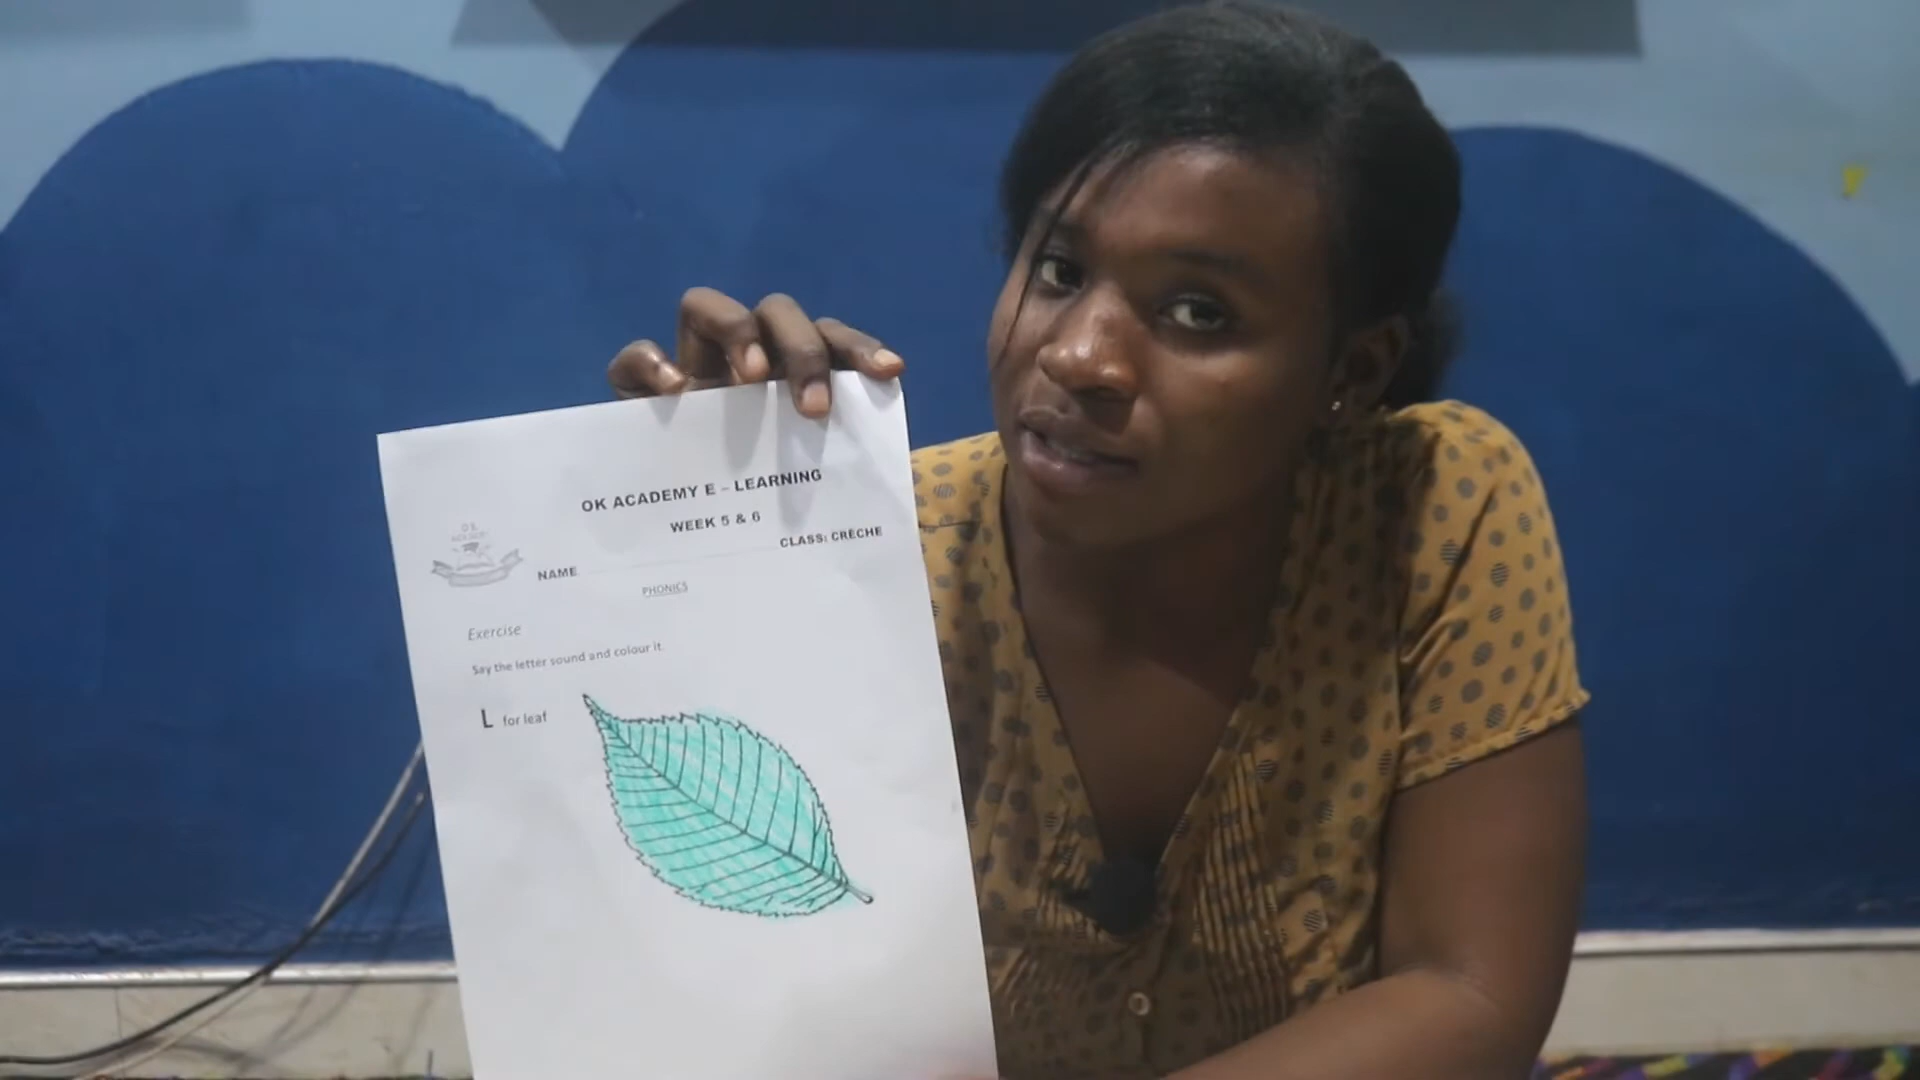 OK ACADEMY E – LEARNING
WEEK 5 & 6
CLASS: CRECHE
NAME
PHONICS
Exercise
Say the letter sound and colour it.
L for leaf